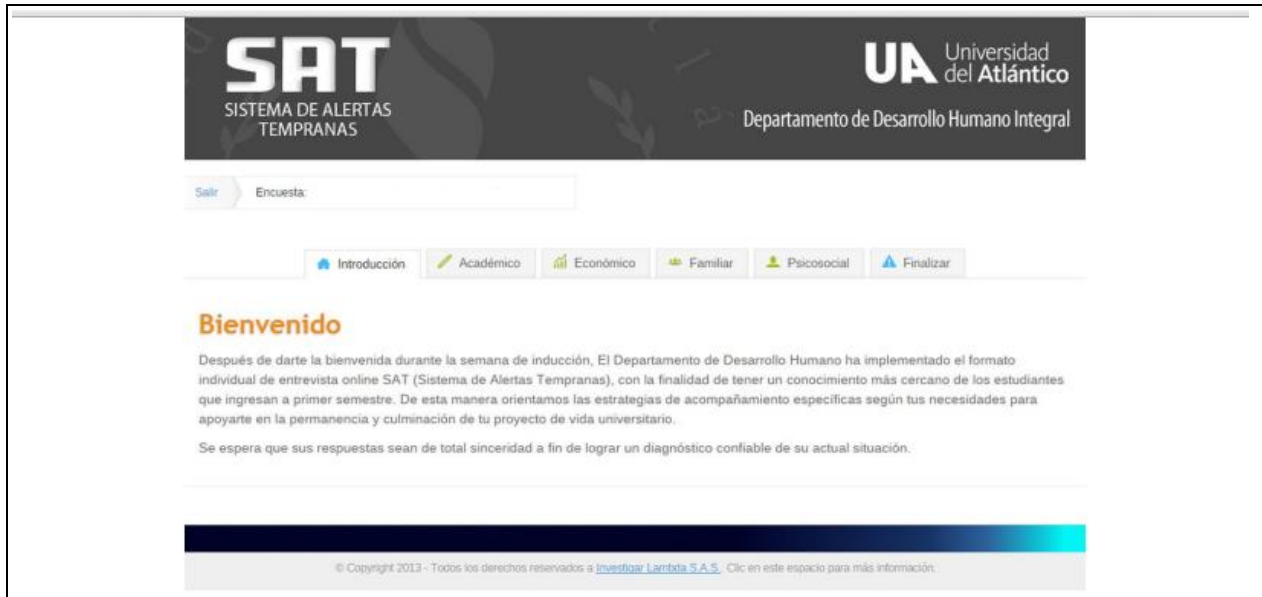 SAT
SISTEMA DE ALERTAS
TEMPRANAS
UA Universidad
del Atlántico
Departamento de Desarrollo Humano Integral
Salir Encuesta:
Introducción Académico Económico Familiar Psicosocial Finalizar
Bienvenido
Después de darte la bienvenida durante la semana de inducción, El Departamento de Desarrollo Humano ha implementado el formato
individual de entrevista online SAT (Sistema de Alertas Tempranas), con la finalidad de tener un conocimiento más cercano de los estudiantes
que ingresan a primer semestre. De esta manera orientamos las estrategias de acompañamiento específicas según tus necesidades para
apoyarte en la permanencia y culminación de tu proyecto de vida universitario.
Se espera que sus respuestas sean de total sinceridad a fin de lograr un diagnóstico confiable de su actual situación.
© Copyright 2013 - Todos los derechos reservados a Investigar Lambda S.A.S. Clic en este espacio para más información.